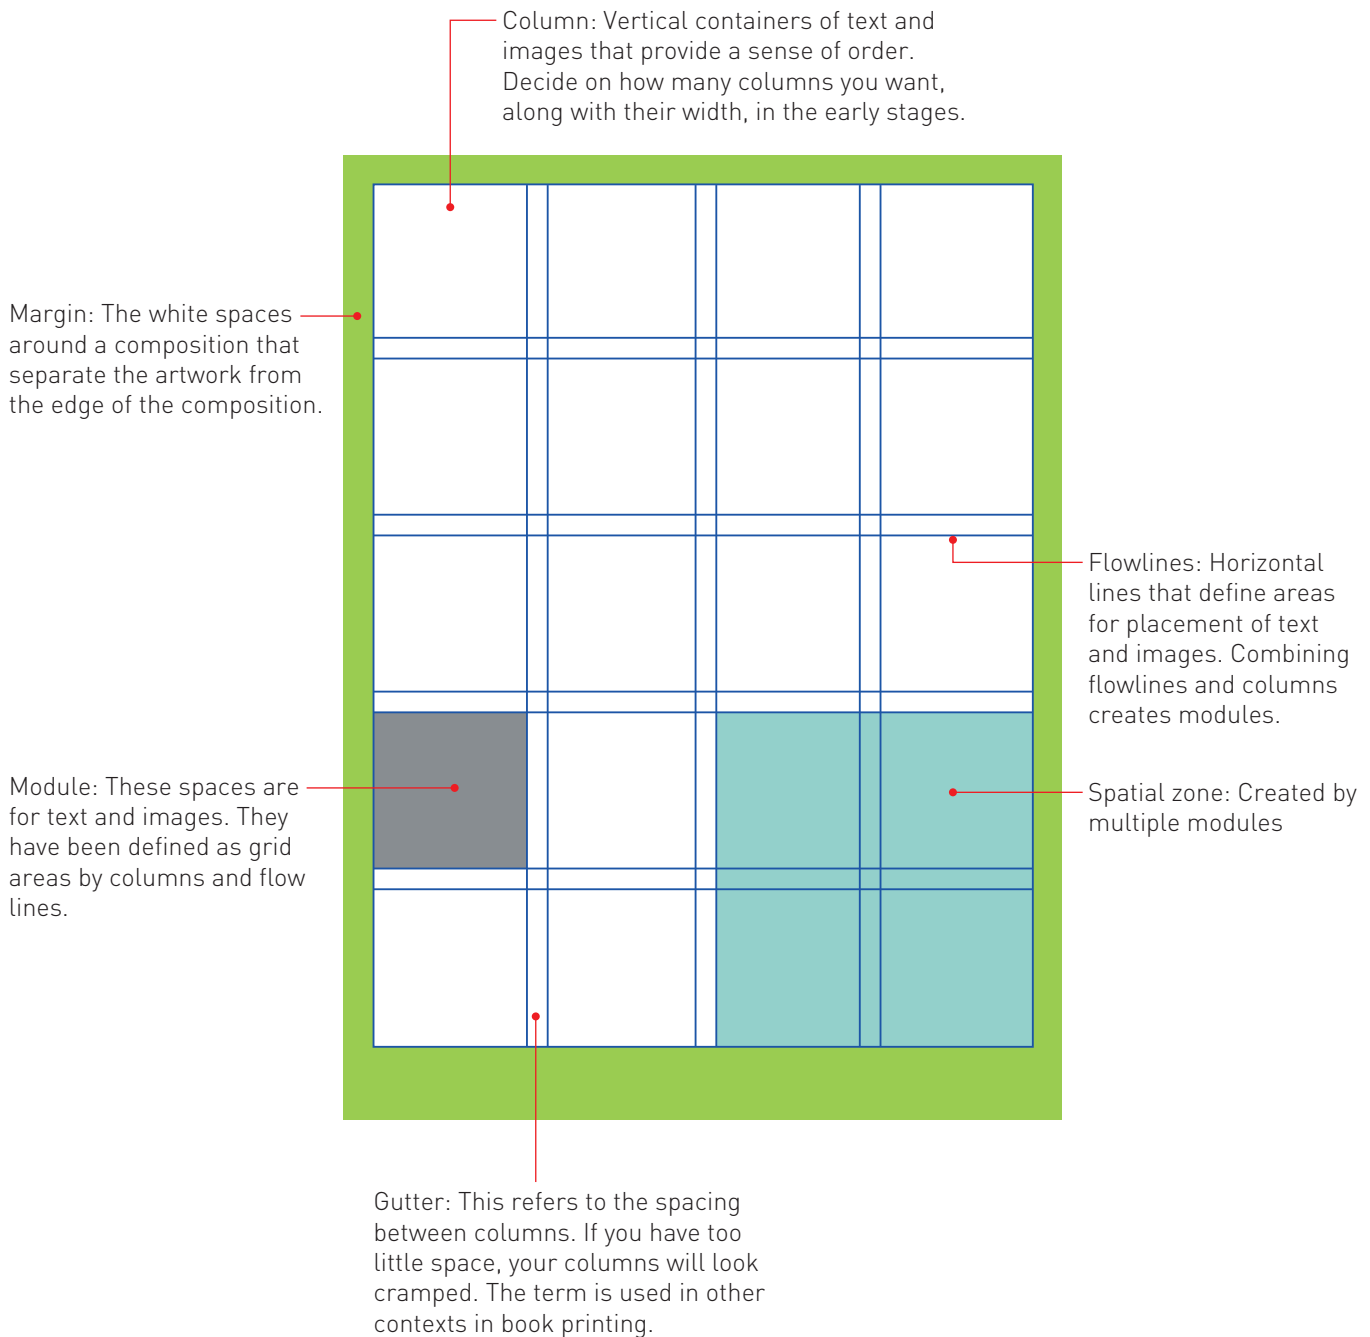 Column: Vertical containers of text and
images that provide a sense of order.
Decide on how many columns you want,
along with their width, in the early stages.
Margin: The white spaces
around a composition that
separate the artwork from
the edge of the composition.
Flowlines: Horizontal
lines that define areas
for placement of text
and images. Combining
flowlines and columns
creates modules.
Module: These spaces are
for text and images. They
have been defined as grid
areas by columns and flow
lines.
Spatial zone: Created by
multiple modules
Gutter: This refers to the spacing
between columns. If you have too
little space, your columns will look
cramped. The term is used in other
contexts in book printing.